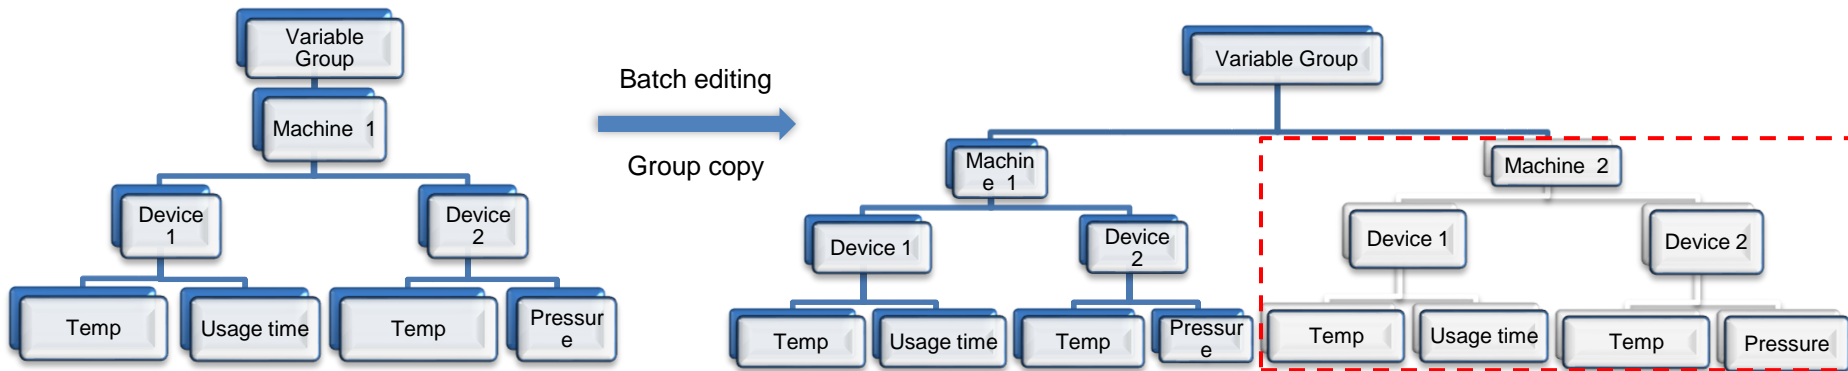 Variable
Group
Machine 1
Device
1
Device
2
Temp
Usage time
Temp
Pressur
e
Batch editing
Group copy
Variable Group
Machin
e 1
Machine 2
Device 1
Device
2
Device 1
Device 2
Temp
Usage time
Temp
Pressur
e
Temp
Usage time
Temp
Pressure